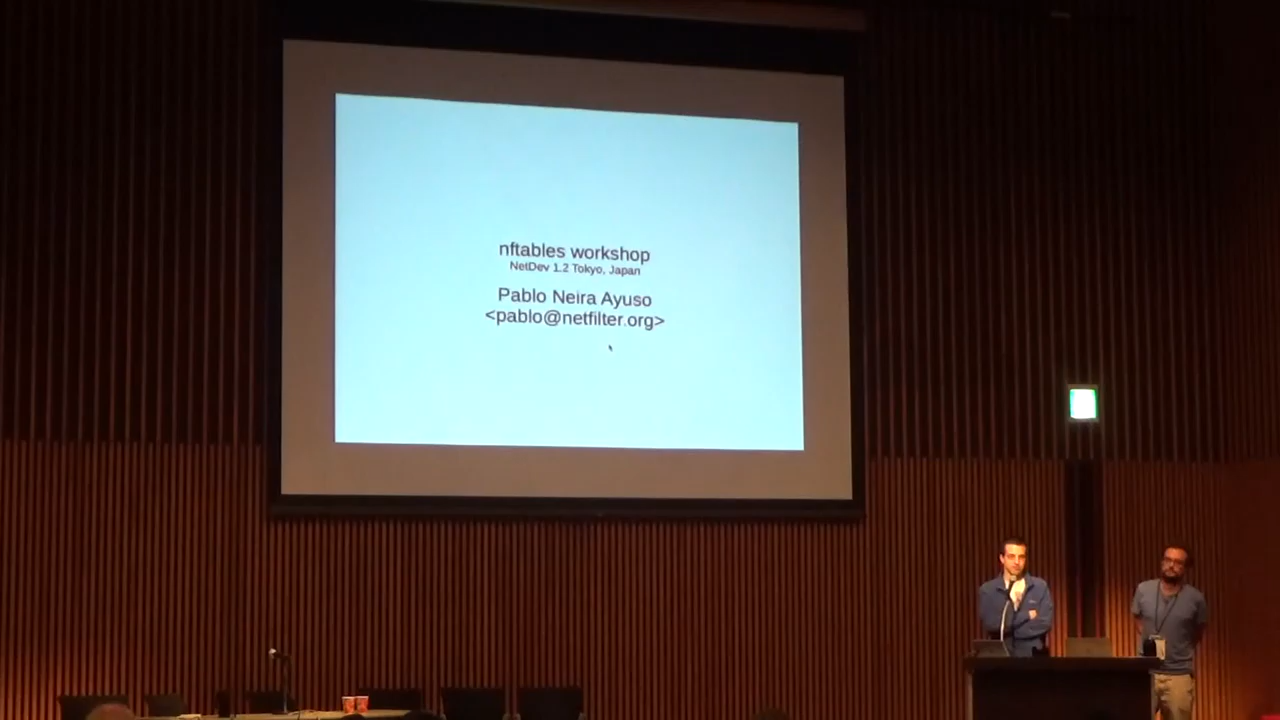 nftables workshop
NetDev 1.2 Tokyo, Japan
Pablo Neira Ayuso
<pablo@netfilter.org>